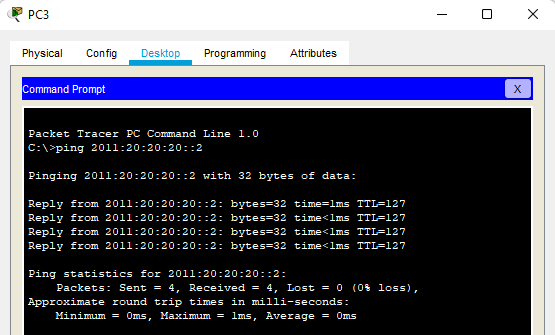 PC3
Physical Config Desktop Programming Attributes
Command Prompt X
Packet Tracer PC Command Line 1.0
C:\>ping 2011:20:20:20::2
Pinging 2011:20:20:20::2 with 32 bytes of data:
Reply from 2011:20:20:20::2: bytes=32 time=1ms TTL=127
Reply from 2011:20:20:20::2: bytes=32 time<1ms TTL=127
Reply from 2011:20:20:20::2: bytes=32 time<1ms TTL=127
Reply from 2011:20:20:20::2: bytes=32 time<1ms TTL=127
Ping statistics for 2011:20:20:20::2:
Packets: Sent = 4, Received = 4, Lost = 0 (0% loss),
Approximate round trip times in milli-seconds:
Minimum = 0ms, Maximum = 1ms, Average = 0ms